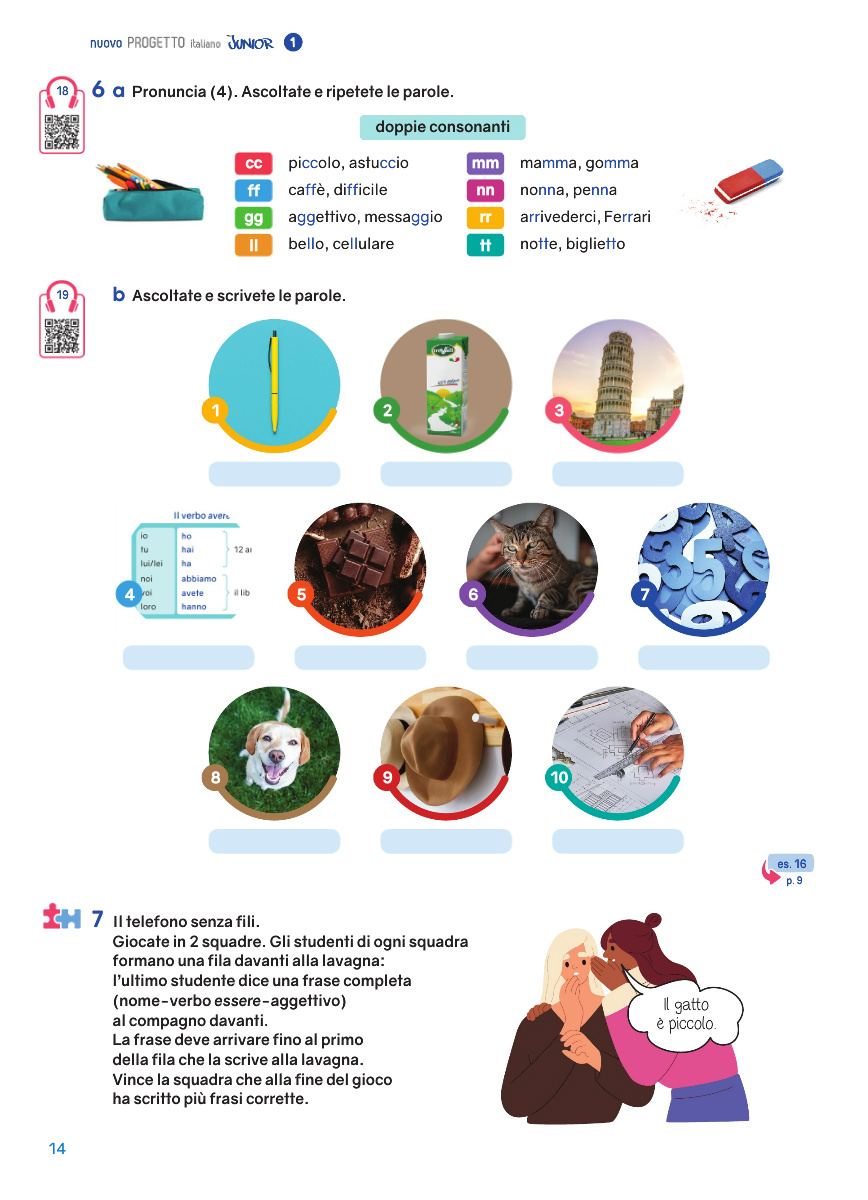 nuovo PROGETTO italiano JUNIOR 1
18
6 a Pronuncia (4). Ascoltate e ripetete le parole.
doppie consonanti
cc piccolo, astuccio
ff caffè, difficile
gg aggettivo, messaggio
ll bello, cellulare
mm mamma, gomma
nn nonna, penna
rr arrivederci, Ferrari
tt notte, biglietto
19
b Ascoltate e scrivete le parole.
1
2
3
Il verbo avere
io ho
tu hai
lui/lei ha
noi abbiamo
voi avete
loro hanno
12 an
il lib
4
5
6
7
8
9
10
es. 16
p. 9
7 Il telefono senza fili.
Giocate in 2 squadre. Gli studenti di ogni squadra
formano una fila davanti alla lavagna:
l'ultimo studente dice una frase completa
(nome-verbo essere-aggettivo)
al compagno davanti.
La frase deve arrivare fino al primo
della fila che la scrive alla lavagna.
Vince la squadra che alla fine del gioco
ha scritto più frasi corrette.
Il gatto
è piccolo.
14